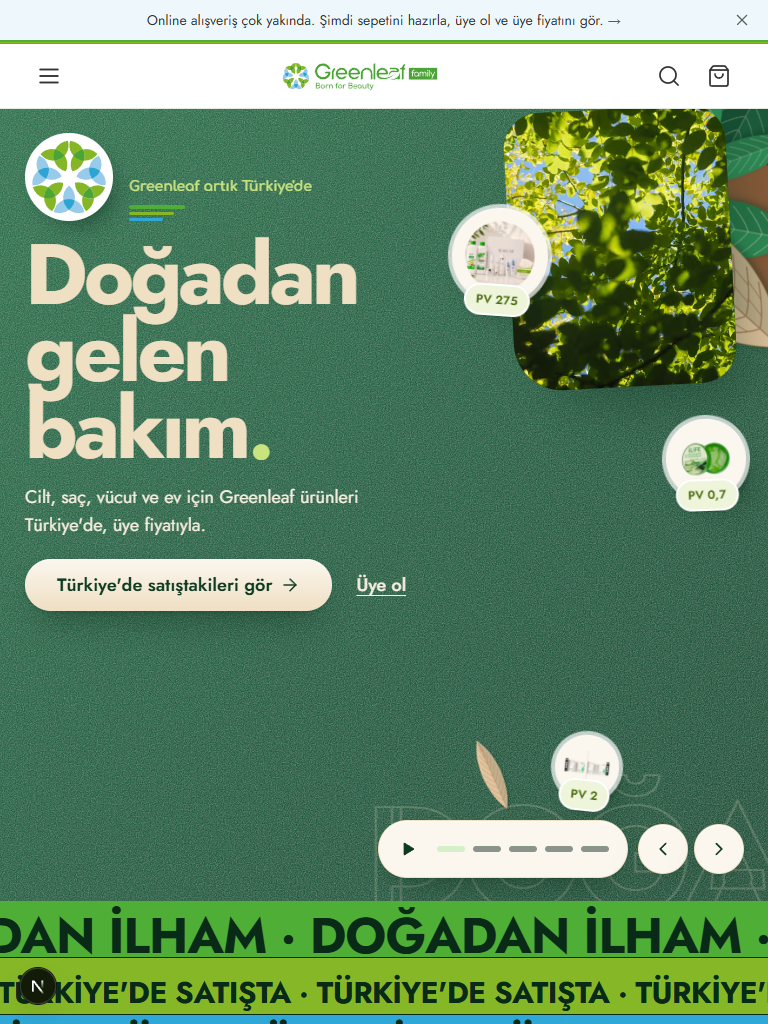 Online alışveriş çok yakında. Şimdi sepetini hazırla, üye ol ve üye fiyatını gör. →
Greenleaf family
Born for Beauty
Greenleaf artık Türkiye'de
Doğadan
gelen
bakım.
PV 275
PV 0,7
Cilt, saç, vücut ve ev için Greenleaf ürünleri
Türkiye'de, üye fiyatıyla.
Türkiye'de satıştakileri gör →
Üye ol
PV 2
DOĞA
DAN İLHAM · DOĞADAN İLHAM ·
TÜRKİYE'DE SATIŞTA · TÜRKİYE'DE SATIŞTA · TÜRKİYE'
N